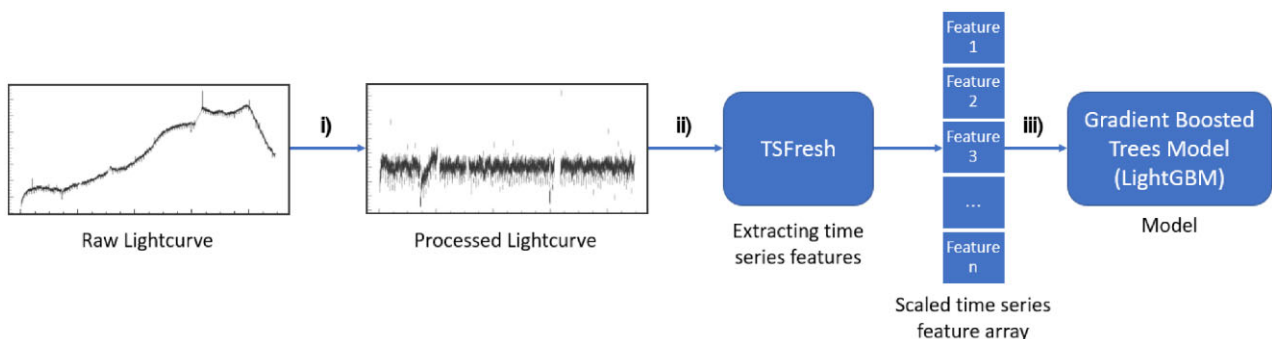 Raw Lightcurve
i)
Processed Lightcurve
ii)
TSFresh
Extracting time
series features
Feature
1
Feature
2
Feature
3
...
Feature
n
Scaled time series
feature array
iii)
Gradient Boosted
Trees Model
(LightGBM)
Model